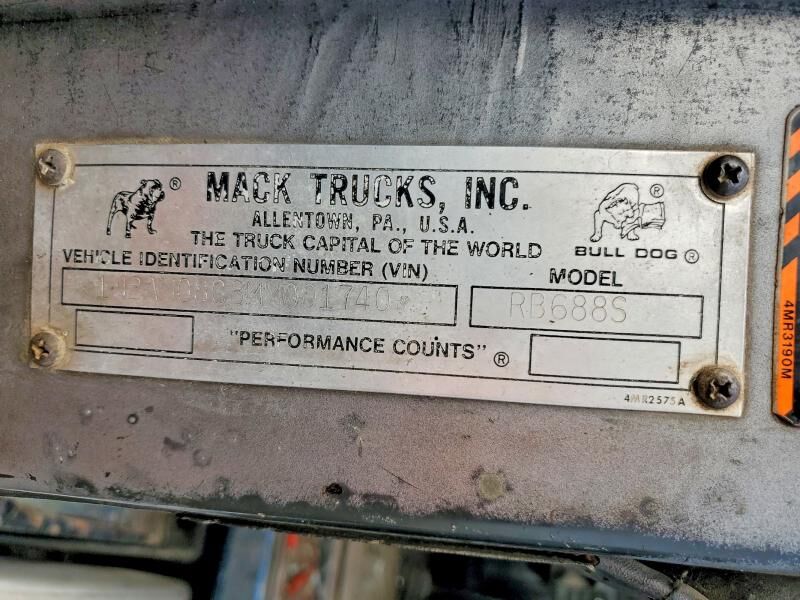 ® MACK TRUCKS, INC. ®
ALLENTOWN, PA., U.S.A.
THE TRUCK CAPITAL OF THE WORLD
BULL DOG ®
VEHICLE IDENTIFICATION NUMBER (VIN)
MODEL
RB688S
"PERFORMANCE COUNTS" ®
4MR2575A
4MR3190M